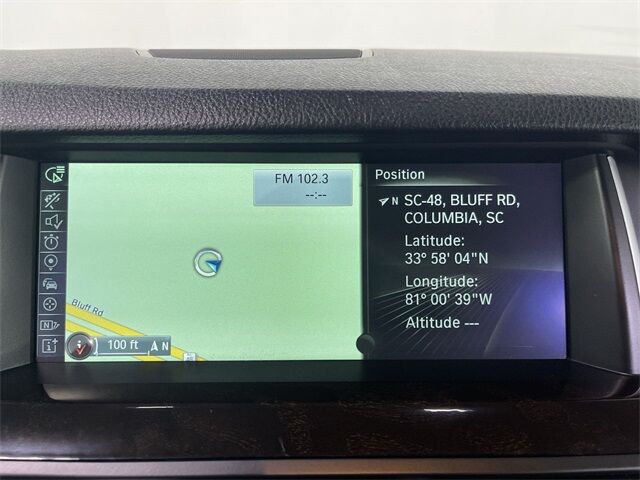 FM 102.3
--:--
Bluff Rd
100 ft N
Position
N SC-48, BLUFF RD,
COLUMBIA, SC
Latitude:
33° 58' 04"N
Longitude:
81° 00' 39"W
Altitude ---
N